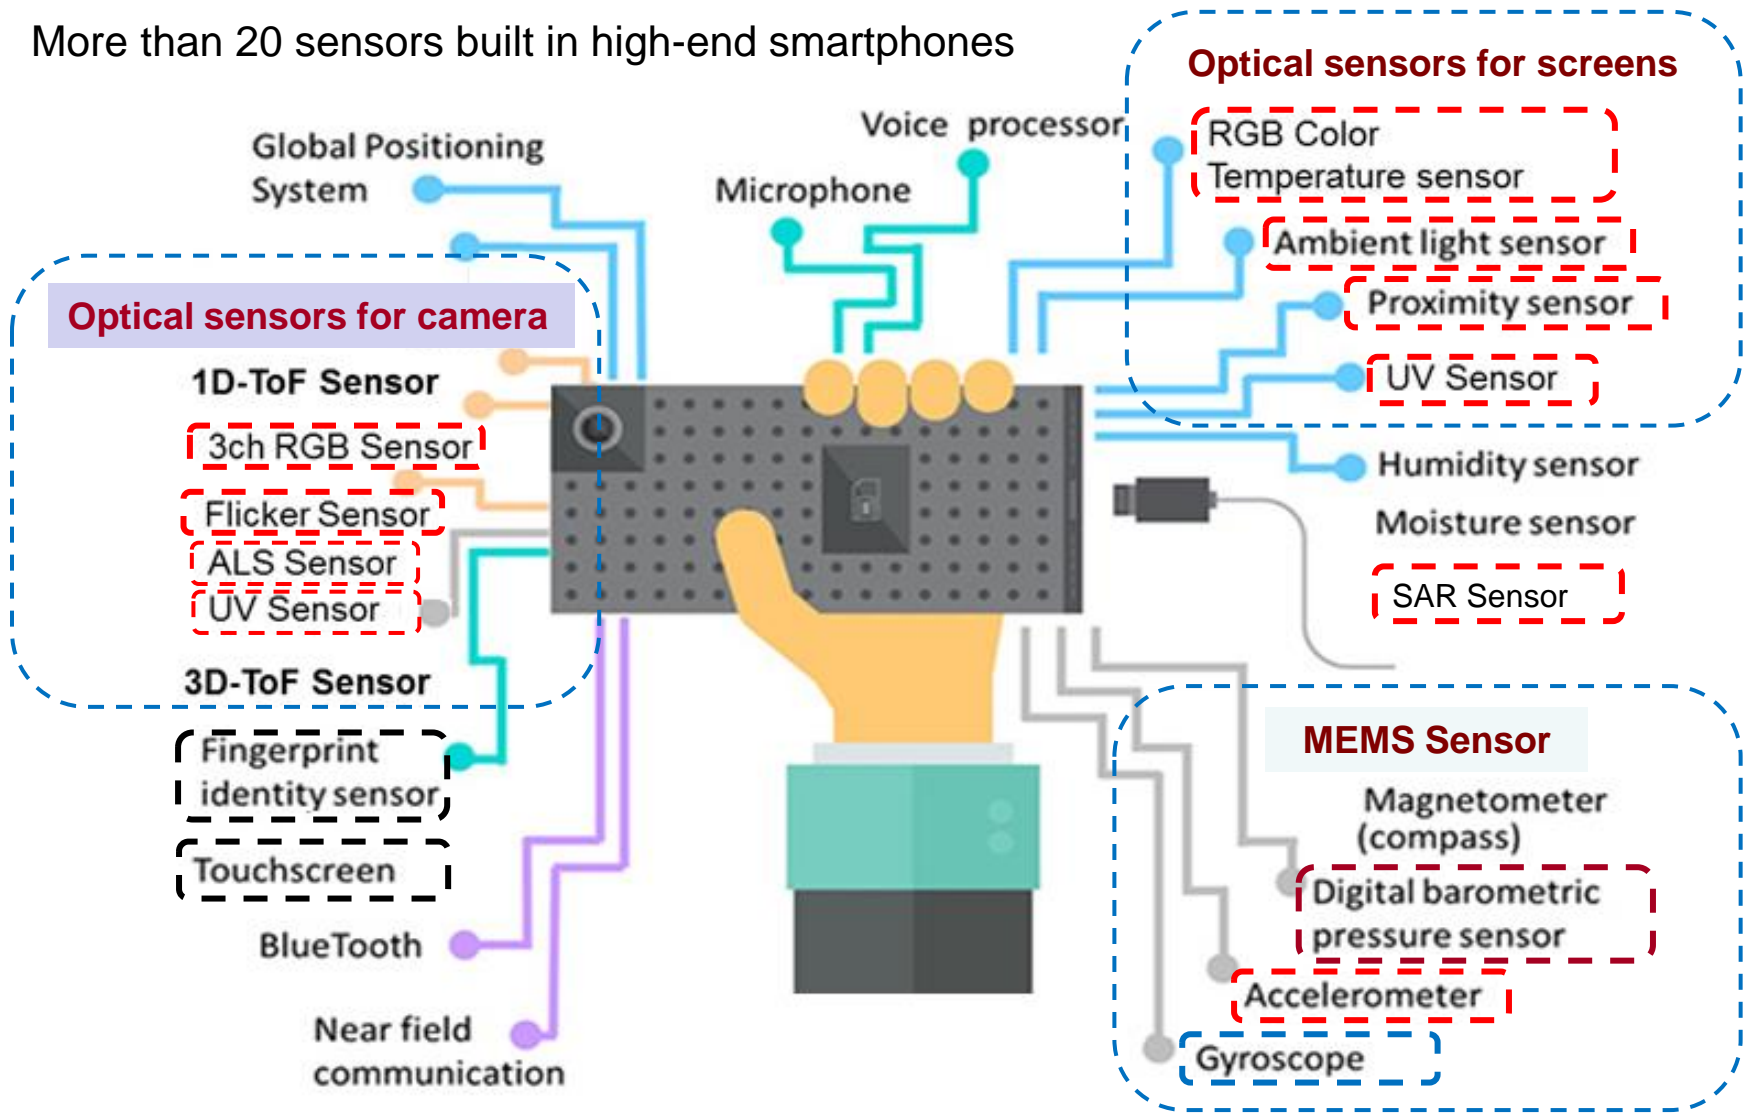 More than 20 sensors built in high-end smartphones
Optical sensors for screens
RGB Color
Temperature sensor
Ambient light sensor
Proximity sensor
UV Sensor
Voice processor
Microphone
Global Positioning
System
Optical sensors for camera
1D-ToF Sensor
3ch RGB Sensor
Flicker Sensor
ALS Sensor
UV Sensor
3D-ToF Sensor
Fingerprint
identity sensor
Touchscreen
BlueTooth
Near field
communication
Humidity sensor
Moisture sensor
SAR Sensor
MEMS Sensor
Magnetometer
(compass)
Digital barometric
pressure sensor
Accelerometer
Gyroscope